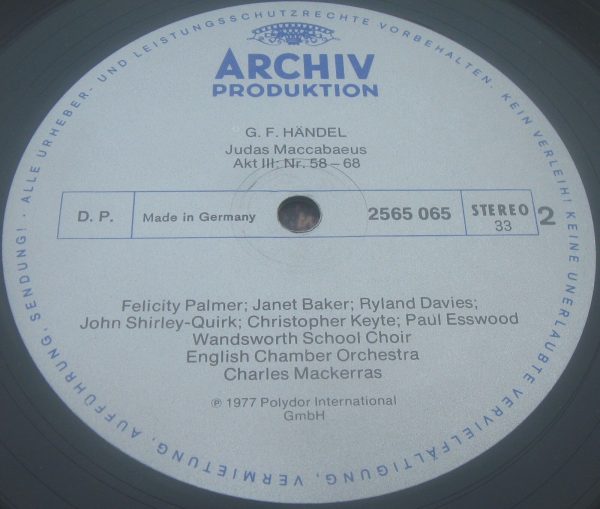 ALLE URHEBER- UND LEISTUNGSSCHUTZRECHTE VORBEHALTEN. KEIN VERLEIH! KEINE UNERLAUBTE VERVIELFÄLTIGUNG, VERMIETUNG, AUFFÜHRUNG, SENDUNG!
ARCHIV
PRODUKTION
G. F. HÄNDEL
Judas Maccabaeus
Akt III: Nr. 58 – 68
D. P. Made in Germany 2565 065 STEREO 2
33
Felicity Palmer; Janet Baker; Ryland Davies;
John Shirley-Quirk; Christopher Keyte; Paul Esswood
Wandsworth School Choir
English Chamber Orchestra
Charles Mackerras
℗ 1977 Polydor International
GmbH